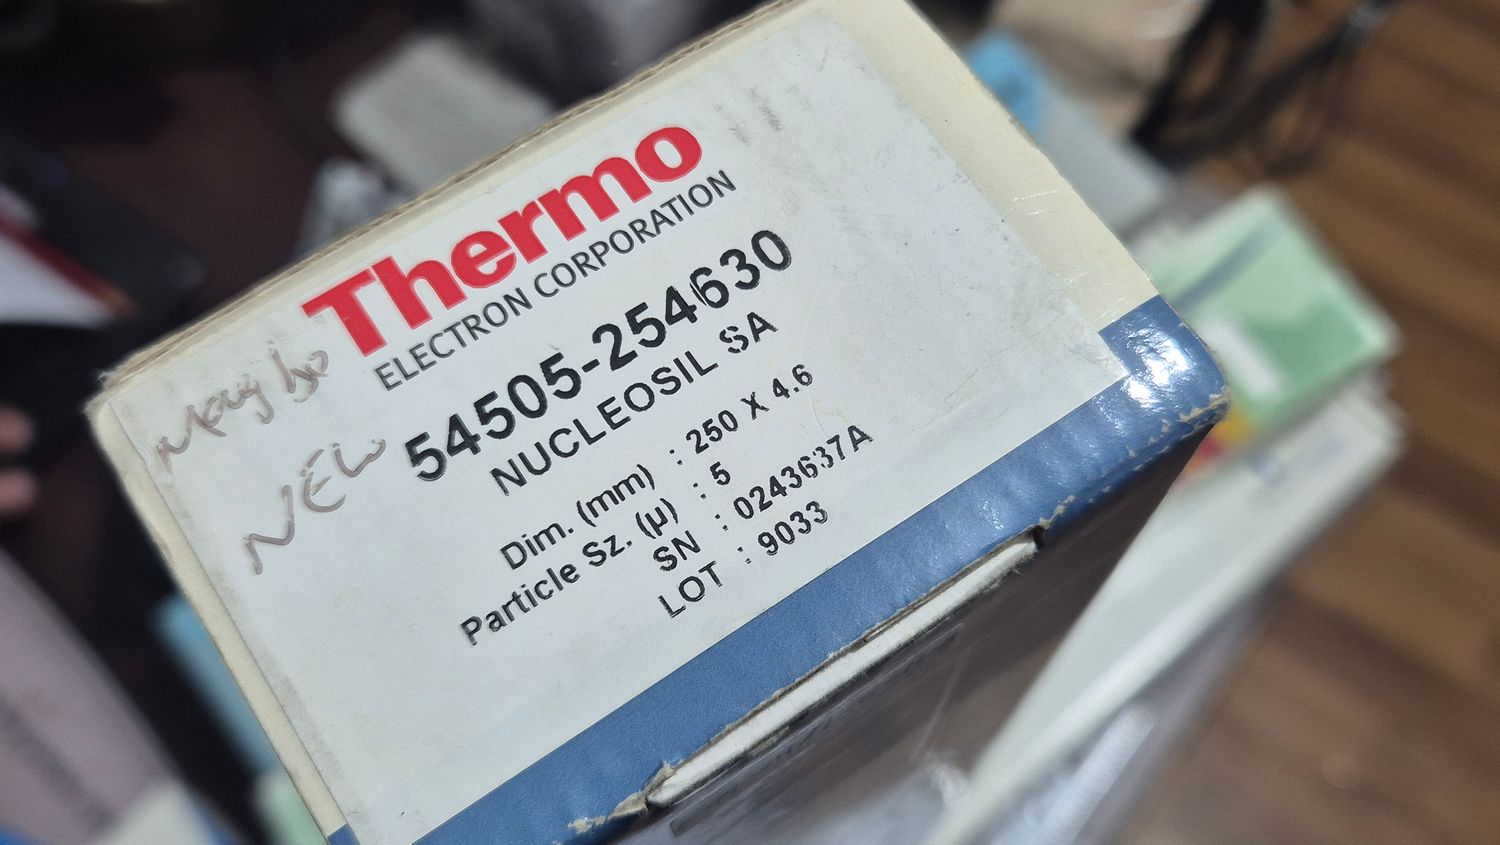 Thermo
ELECTRON CORPORATION
54505-254630
NUCLEOSIL SA
Dim. (mm) : 250 X 4.6
Particle Sz. (µ) : 5
SN : 0243637A
LOT : 9033
NEW